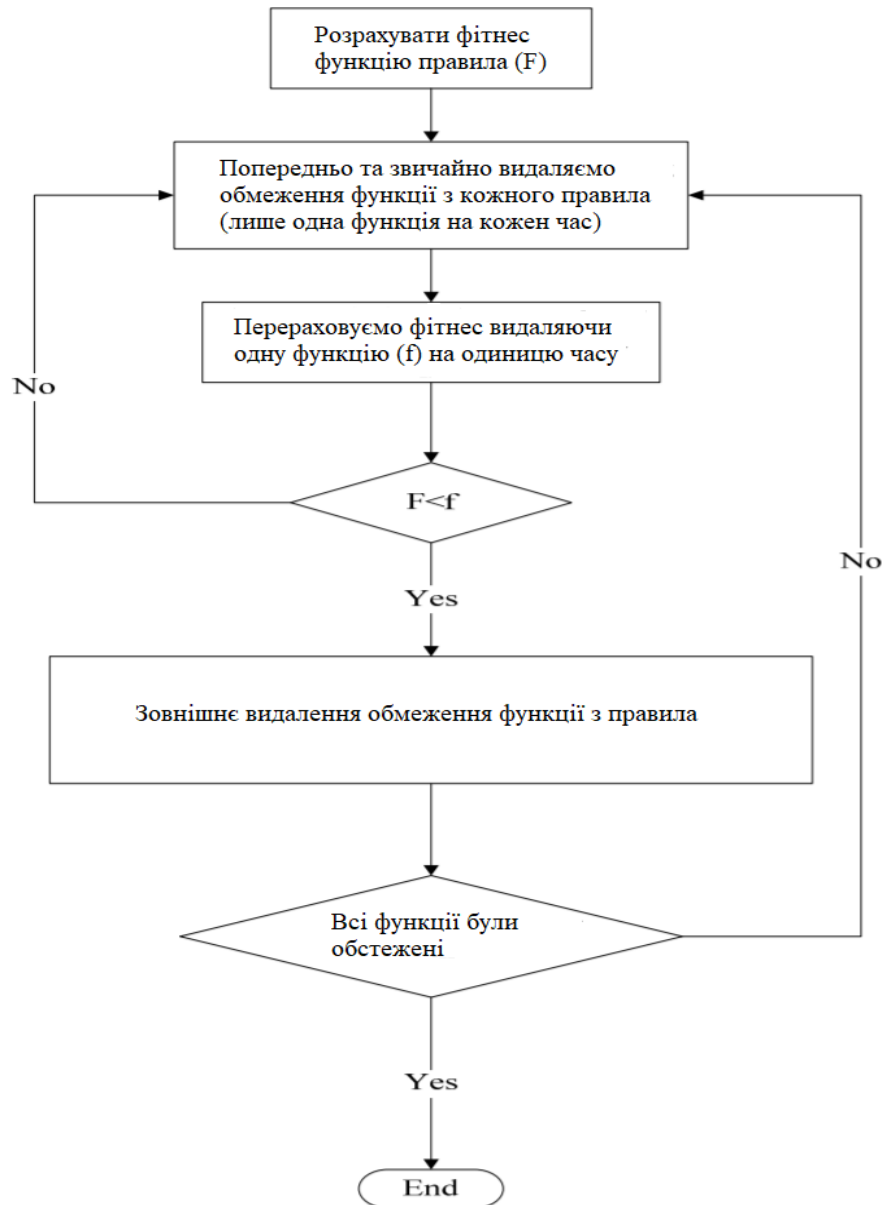 Розрахувати фітнес
функцію правила (F)
Попередньо та звичайно видаляємо
обмеження функції з кожного правила
(лише одна функція на кожен час)
Перераховуємо фітнес видаляючи
одну функцію (f) на одиницю часу
No
F<f
No
Yes
Зовнішнє видалення обмеження функції з правила
Всі функції були
обстежені
Yes
End